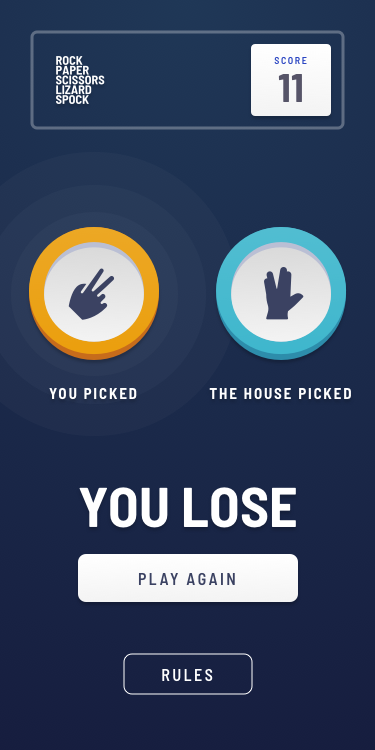 ROCK
PAPER
SCISSORS
LIZARD
SPOCK
SCORE
11
YOU PICKED
THE HOUSE PICKED
YOU LOSE
PLAY AGAIN
RULES